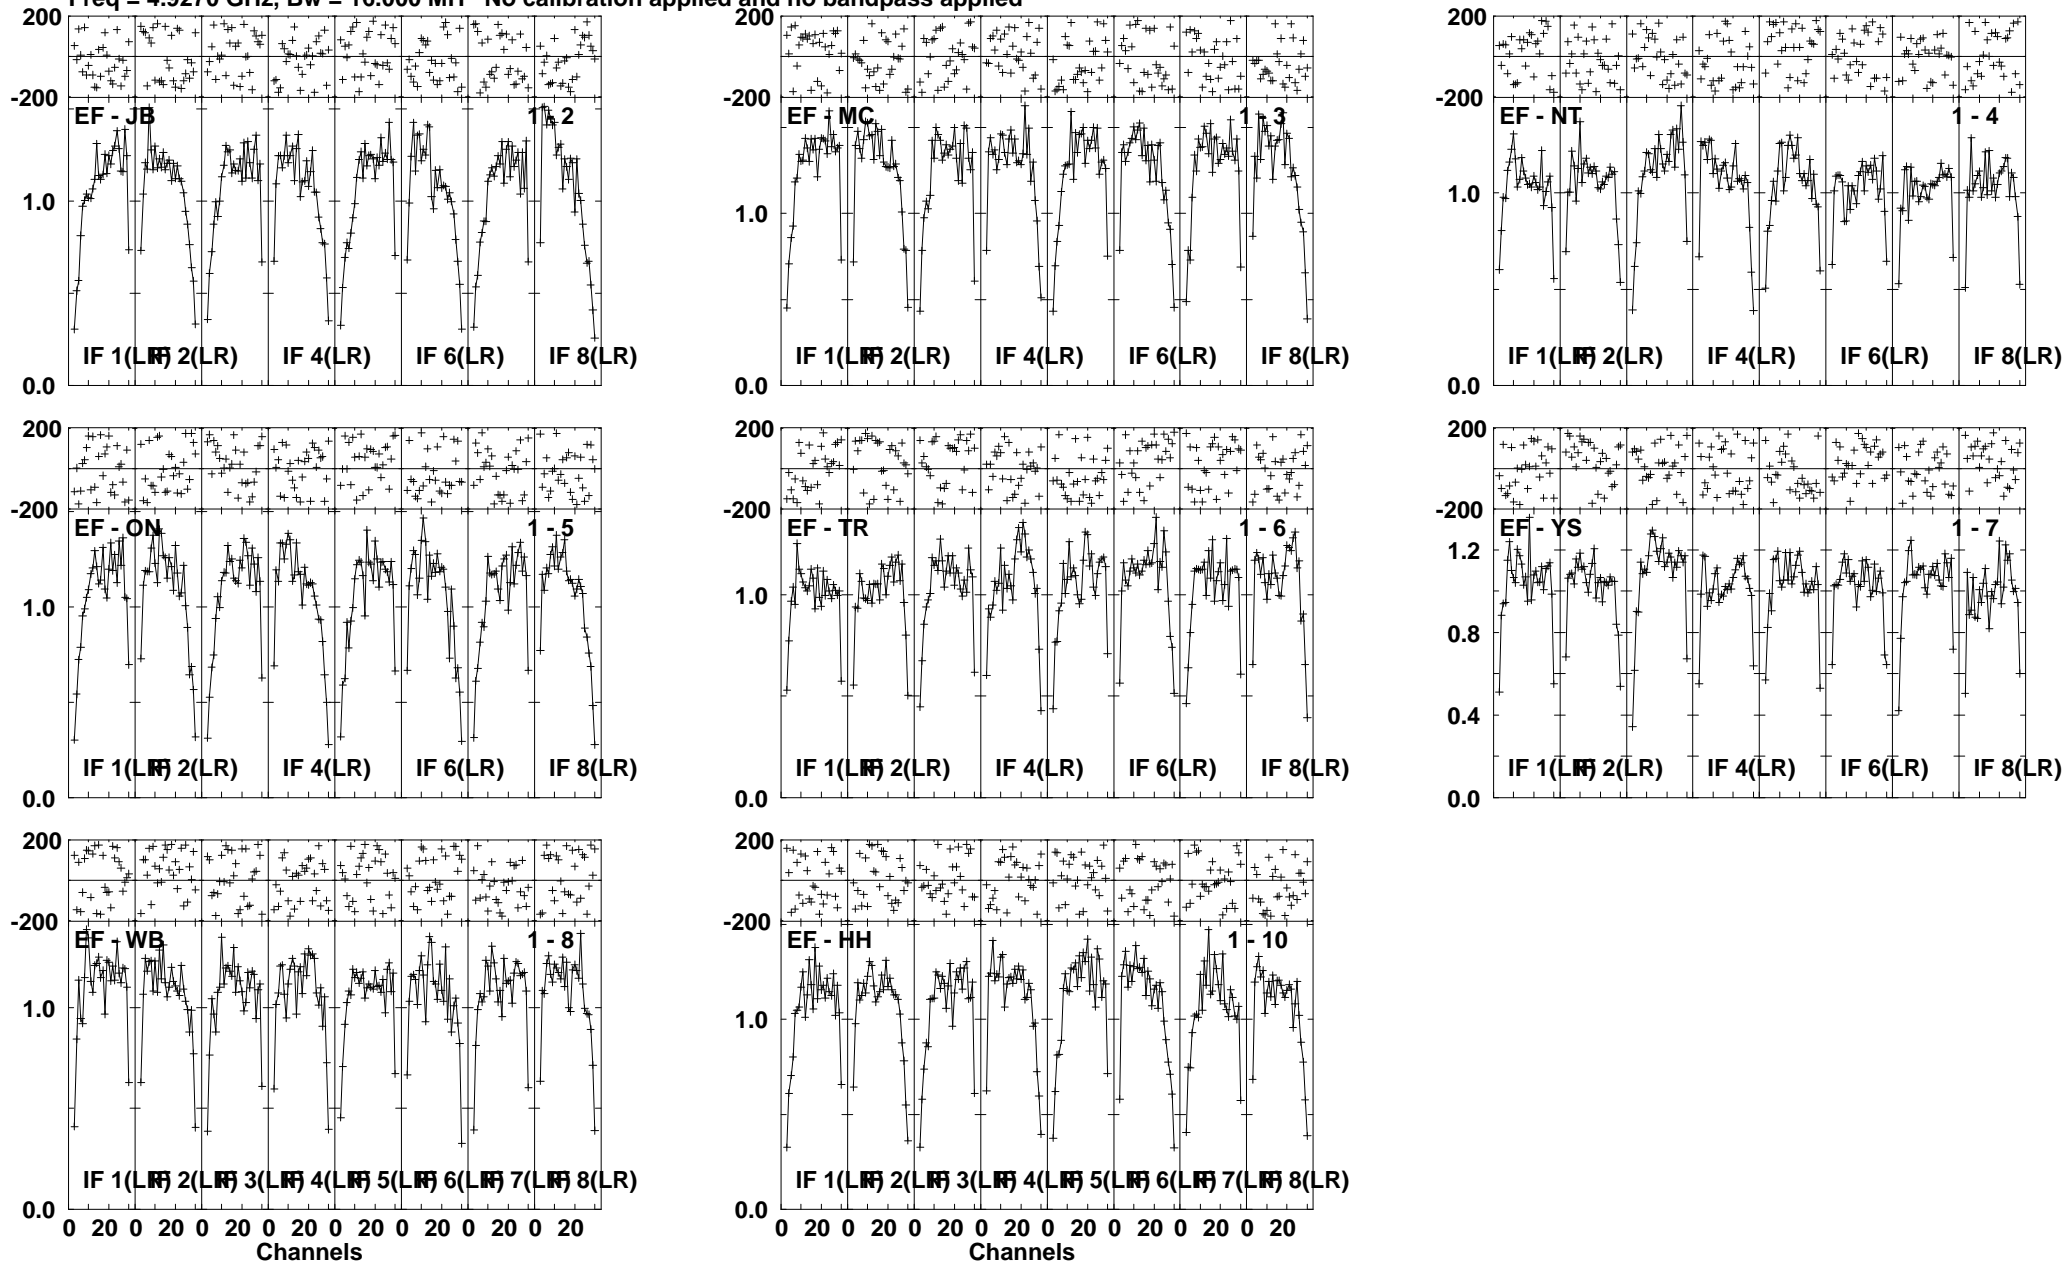 Freq = 4.9270 GHz, Bw = 16.000 MH No calibration applied and no bandpass applied
200
-200
EF - JB
1 - 2
1.0
IF 1(LR)
IF 2(LR)
IF 4(LR)
IF 6(LR)
IF 8(LR)
0.0
200
-200
EF - MC
1 - 3
1.0
IF 1(LR)
IF 2(LR)
IF 4(LR)
IF 6(LR)
IF 8(LR)
0.0
200
-200
EF - NT
1 - 4
1.0
IF 1(LR)
IF 2(LR)
IF 4(LR)
IF 6(LR)
IF 8(LR)
0.0
200
-200
EF - ON
1 - 5
1.0
IF 1(LR)
IF 2(LR)
IF 4(LR)
IF 6(LR)
IF 8(LR)
0.0
200
-200
EF - TR
1 - 6
1.0
IF 1(LR)
IF 2(LR)
IF 4(LR)
IF 6(LR)
IF 8(LR)
0.0
200
-200
EF - YS
1 - 7
1.2
0.8
0.4
IF 1(LR)
IF 2(LR)
IF 4(LR)
IF 6(LR)
IF 8(LR)
0.0
200
-200
EF - WB
1 - 8
1.0
IF 1(LR)
IF 2(LR)
IF 3(LR)
IF 4(LR)
IF 5(LR)
IF 6(LR)
IF 7(LR)
IF 8(LR)
0.0
0 20 0 20 0 20 0 20 0 20 0 20 0 20 0 20
Channels
200
-200
EF - HH
1 - 10
1.0
IF 1(LR)
IF 2(LR)
IF 3(LR)
IF 4(LR)
IF 5(LR)
IF 6(LR)
IF 7(LR)
IF 8(LR)
0.0
0 20 0 20 0 20 0 20 0 20 0 20 0 20 0 20
Channels